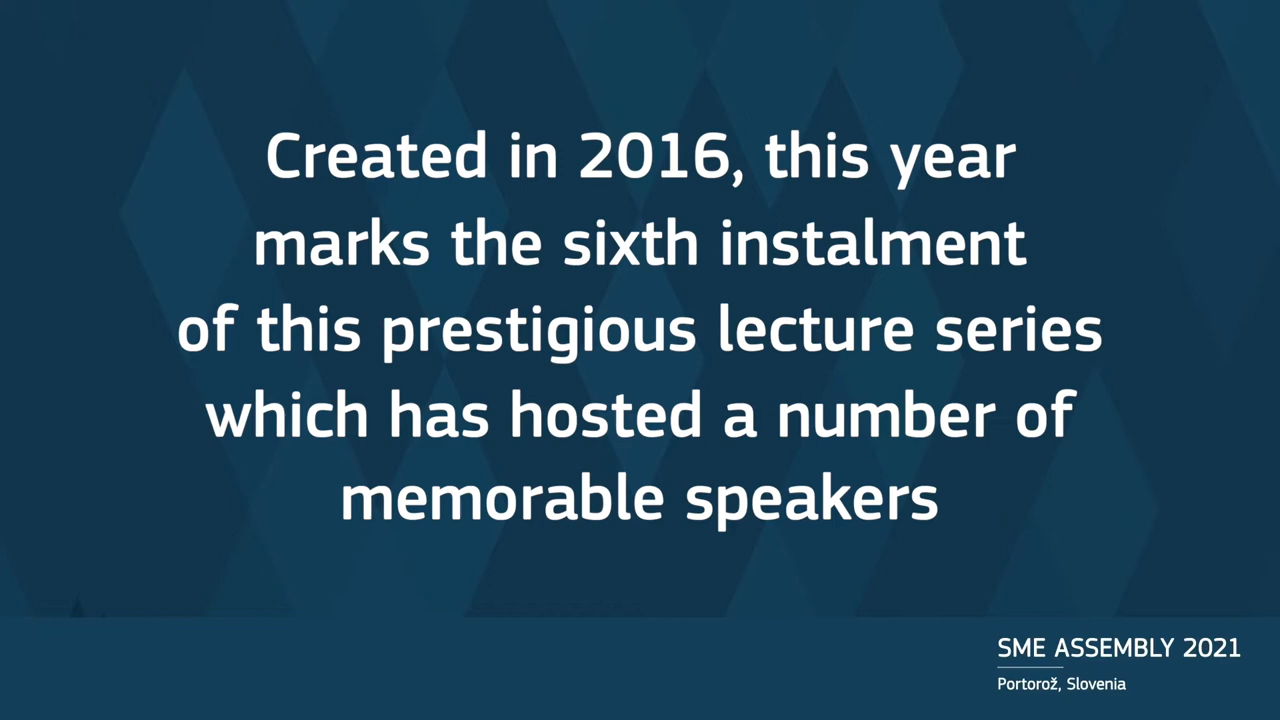 Created in 2016, this year
marks the sixth instalment
of this prestigious lecture series
which has hosted a number of
memorable speakers
SME ASSEMBLY 2021
Portorož, Slovenia